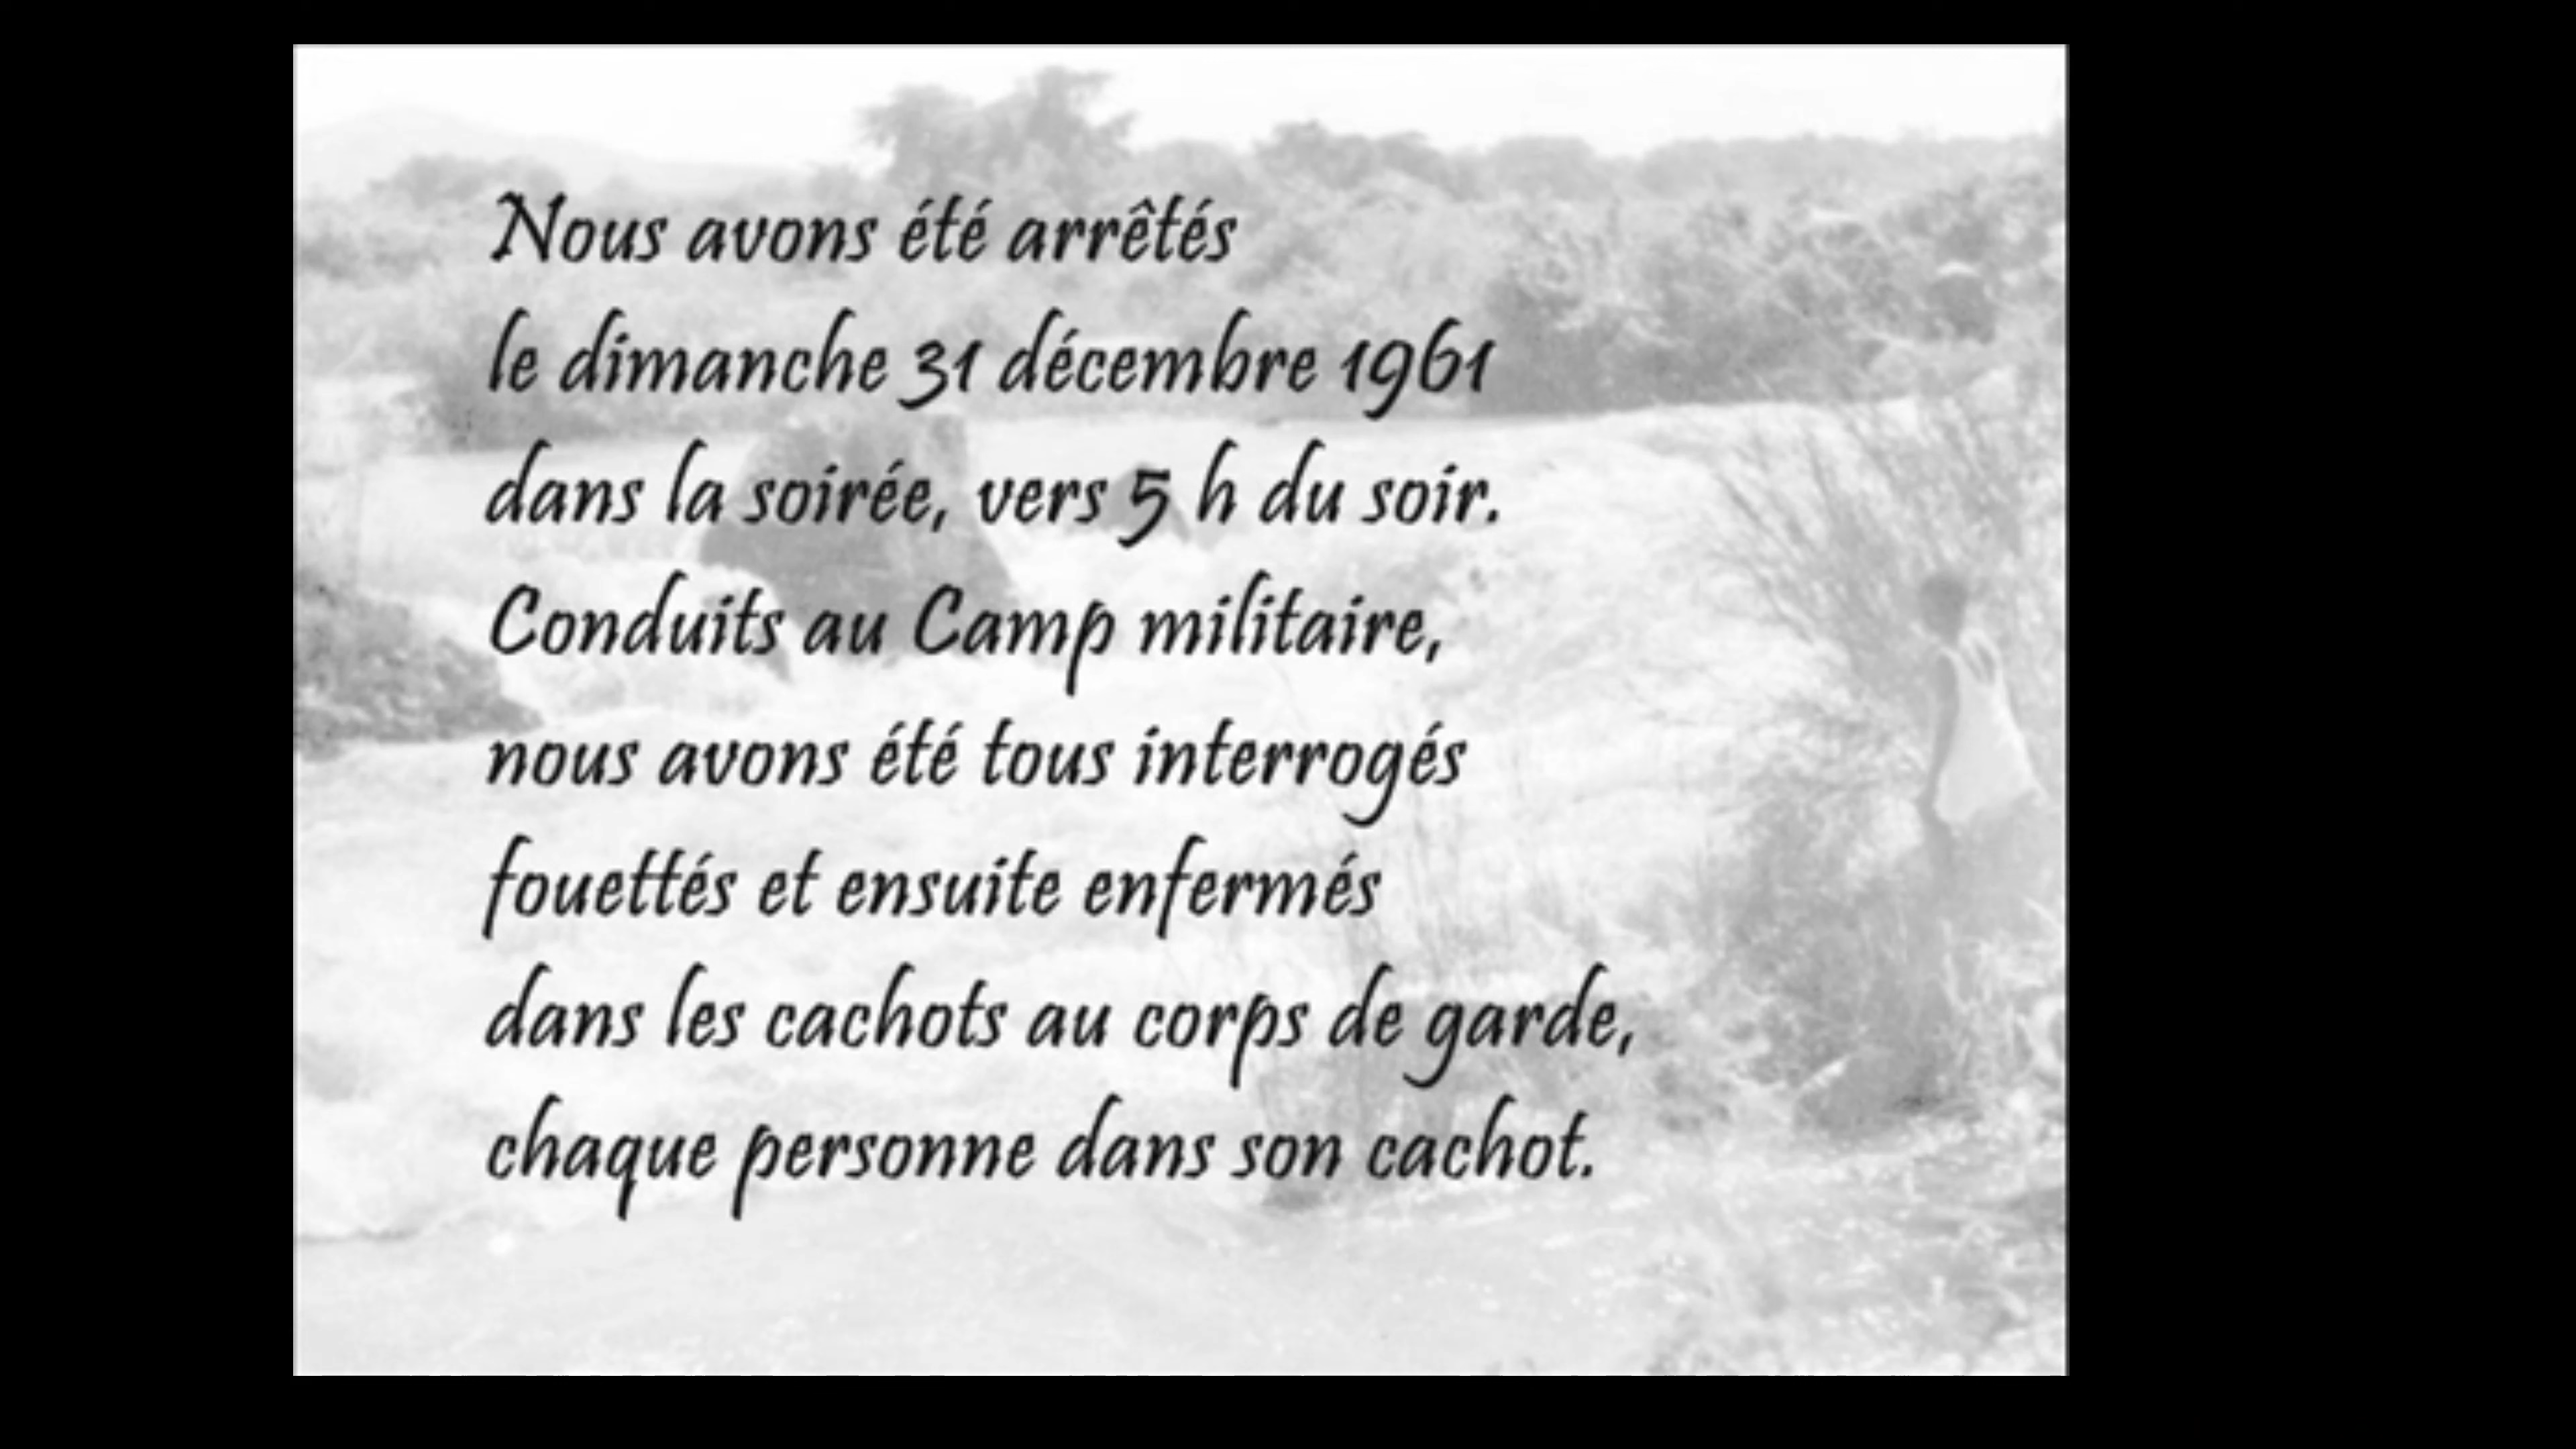 Nous avons été arrêtés
le dimanche 31 décembre 1961
dans la soirée, vers 5 h du soir.
Conduits au Camp militaire,
nous avons été tous interrogés
fouettés et ensuite enfermés
dans les cachots au corps de garde,
chaque personne dans son cachot.